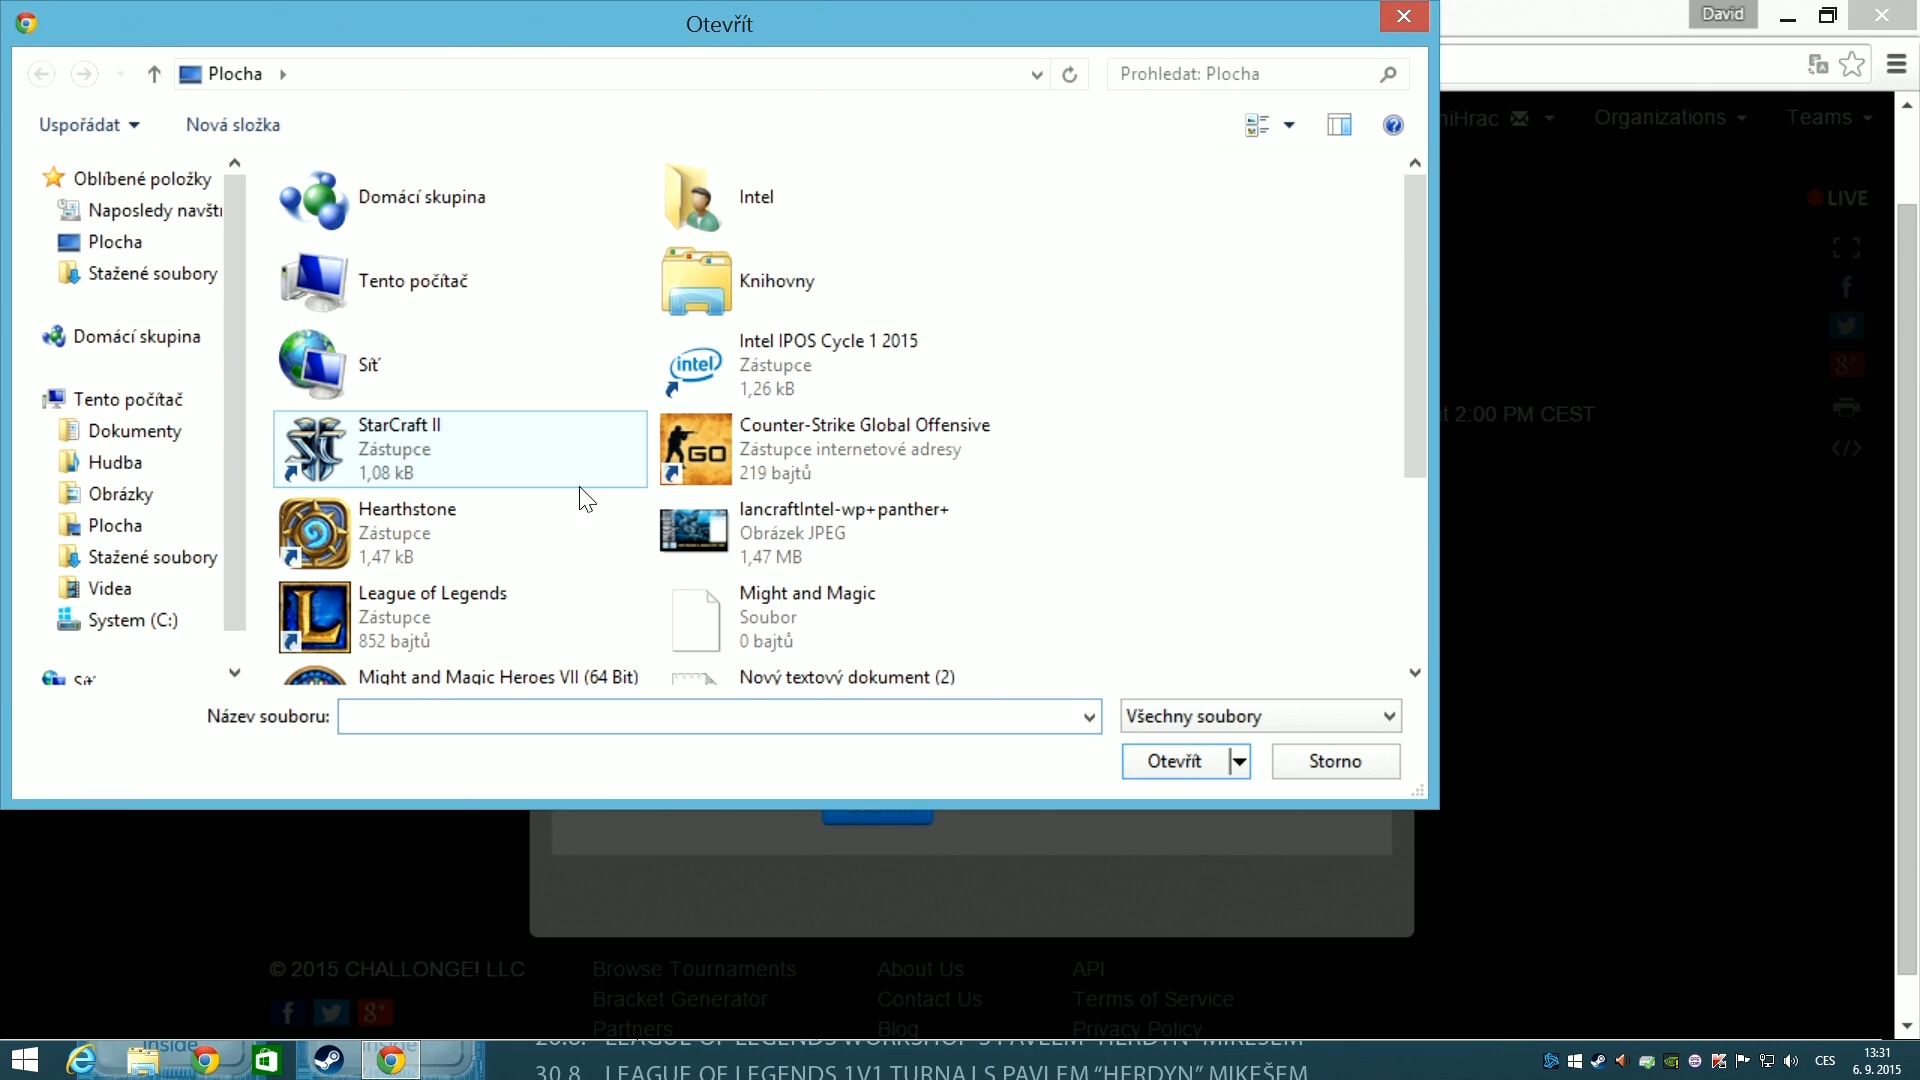 Otevřít
David
Plocha
Prohledat: Plocha
Uspořádat
Nová složka
niHrac
Organizations
Teams
Oblíbené položky
Naposledy navští
Plocha
Stažené soubory
Domácí skupina
Tento počítač
Dokumenty
Hudba
Obrázky
Plocha
Stažené soubory
Videa
System (C:)
Síť
Domácí skupina
Intel
Tento počítač
Knihovny
Síť
intel
Intel IPOS Cycle 1 2015
Zástupce
1,26 kB
StarCraft II
Zástupce
1,08 kB
GO
Counter-Strike Global Offensive
Zástupce internetové adresy
219 bajtů
Hearthstone
Zástupce
1,47 kB
lancraftIntel-wp+panther+
Obrázek JPEG
1,47 MB
League of Legends
Zástupce
852 bajtů
Might and Magic
Soubor
0 bajtů
Might and Magic Heroes VII (64 Bit)
Nový textový dokument (2)
LIVE
t 2:00 PM CEST
Název souboru:
Všechny soubory
Otevřít
Storno
© 2015 CHALLONGE! LLC
Browse Tournaments
About Us
API
Bracket Generator
Contact Us
Terms of Service
Partners
Blog
Privacy Policy
30.8. LEAGUE OF LEGENDS 1V1 TURNAJ S PAVLEM “HERDYN” MIKEŠEM
inside
CES
13:31
6. 9. 2015